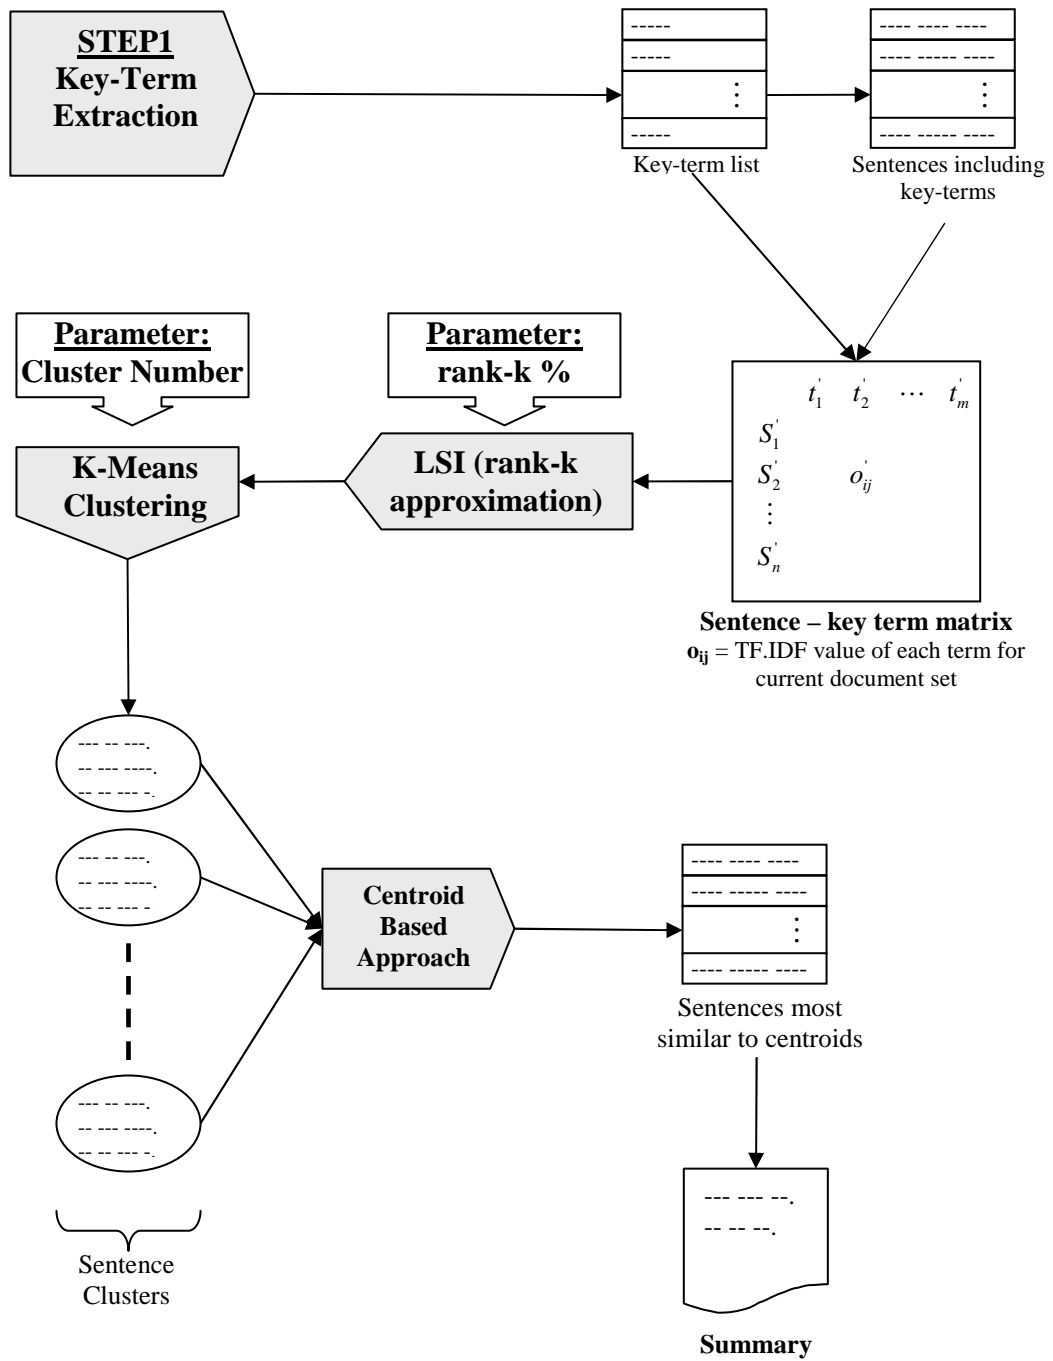 STEP1
Key-Term
Extraction
-----
-----
⋮
-----
Key-term list
---- --- ----
---- ---- ----
⋮
---- ---- ----
Sentences including
key-terms
Parameter:
Cluster Number
Parameter:
rank-k %
t'1 t'2 ⋯ t'm
S'1
S'2 o'ij
⋮
S'n
K-Means
Clustering
LSI (rank-k
approximation)
Sentence – key term matrix
oij = TF.IDF value of each term for
current document set
--- -- ---.
-- --- ----.
-- -- --- -.
--- -- ---.
-- --- ----.
-- -- --- -
--- -- ---.
-- --- ----.
-- -- --- -.
Sentence
Clusters
Centroid
Based
Approach
---- --- ----
---- ----- ----
⋮
---- ----- ----
Sentences most
similar to centroids
--- --- --.
-- -- --.
Summary